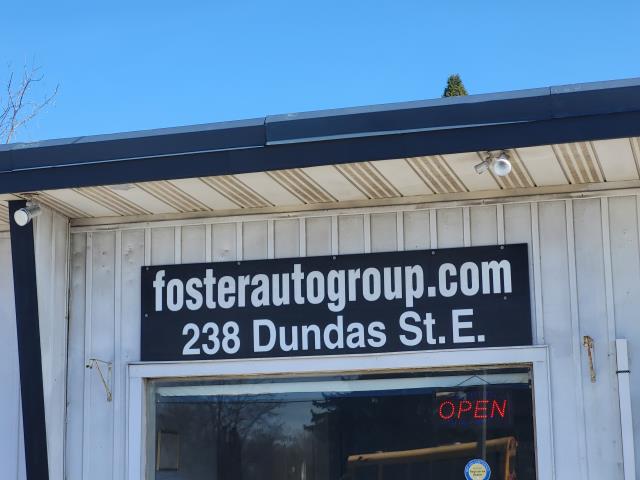 fosterautogroup.com
238 Dundas St. E.
OPEN